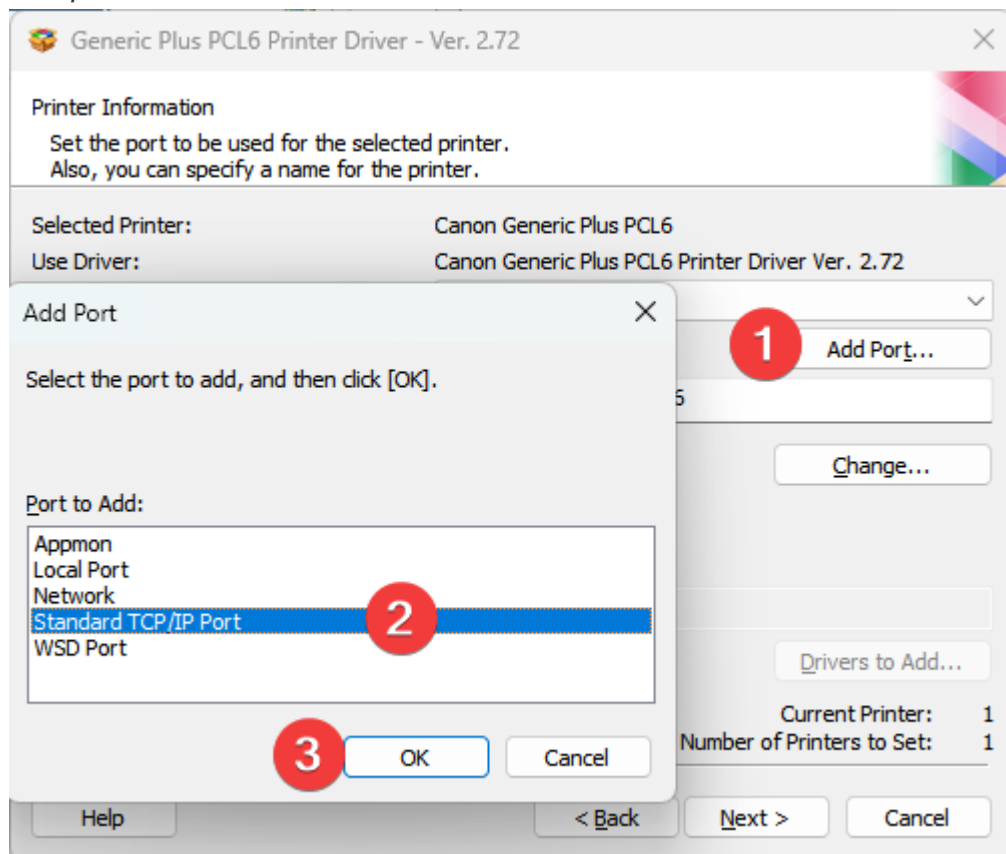 Generic Plus PCL6 Printer Driver - Ver. 2.72
Printer Information
Set the port to be used for the selected printer.
Also, you can specify a name for the printer.
Selected Printer: Canon Generic Plus PCL6
Use Driver: Canon Generic Plus PCL6 Printer Driver Ver. 2.72
Add Port
1
Add Port...
Select the port to add, and then click [OK].
6
Change...
Port to Add:
Appmon
Local Port
Network
Standard TCP/IP Port
2
WSD Port
Drivers to Add...
Current Printer: 1
Number of Printers to Set: 1
3
OK
Cancel
Help
< Back
Next >
Cancel